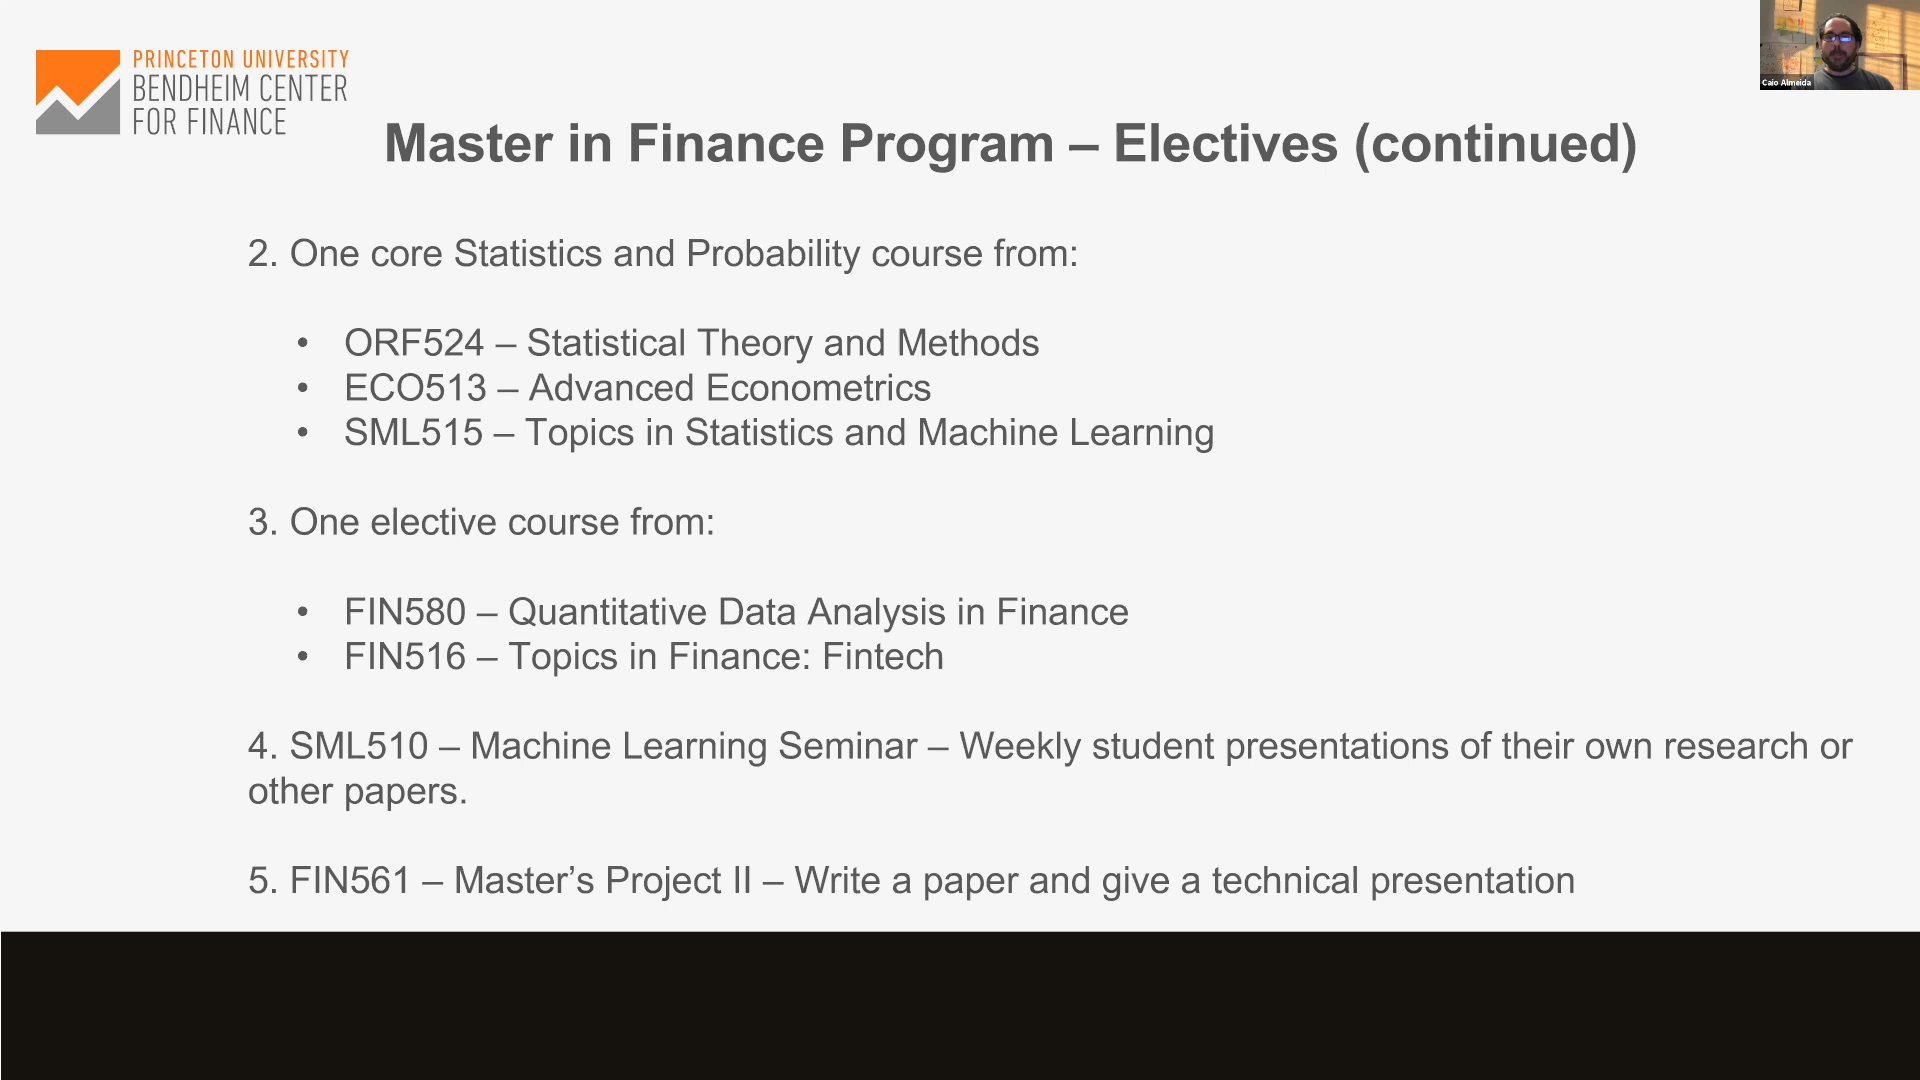 PRINCETON UNIVERSITY
BENDHEIM CENTER
FOR FINANCE
Caio Almeida
Master in Finance Program – Electives (continued)
2. One core Statistics and Probability course from:
• ORF524 – Statistical Theory and Methods
• ECO513 – Advanced Econometrics
• SML515 – Topics in Statistics and Machine Learning
3. One elective course from:
• FIN580 – Quantitative Data Analysis in Finance
• FIN516 – Topics in Finance: Fintech
4. SML510 – Machine Learning Seminar – Weekly student presentations of their own research or
other papers.
5. FIN561 – Master’s Project II – Write a paper and give a technical presentation